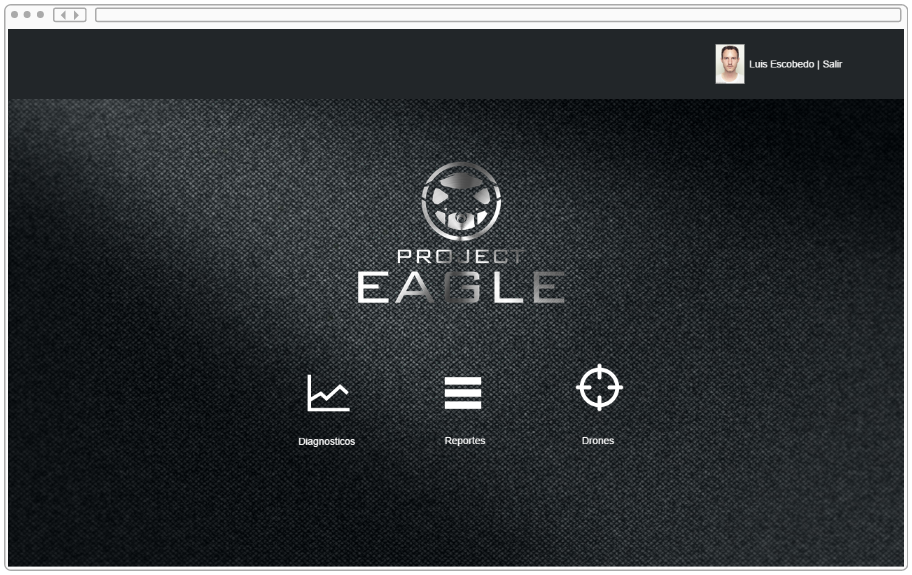 Luis Escobedo | Salir
PROJECT
EAGLE
Diagnosticos
Reportes
Drones